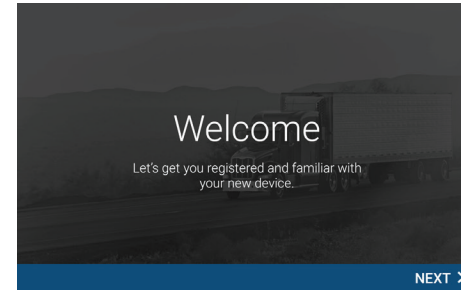 Welcome
Let's get you registered and familiar with
your new device.
NEXT